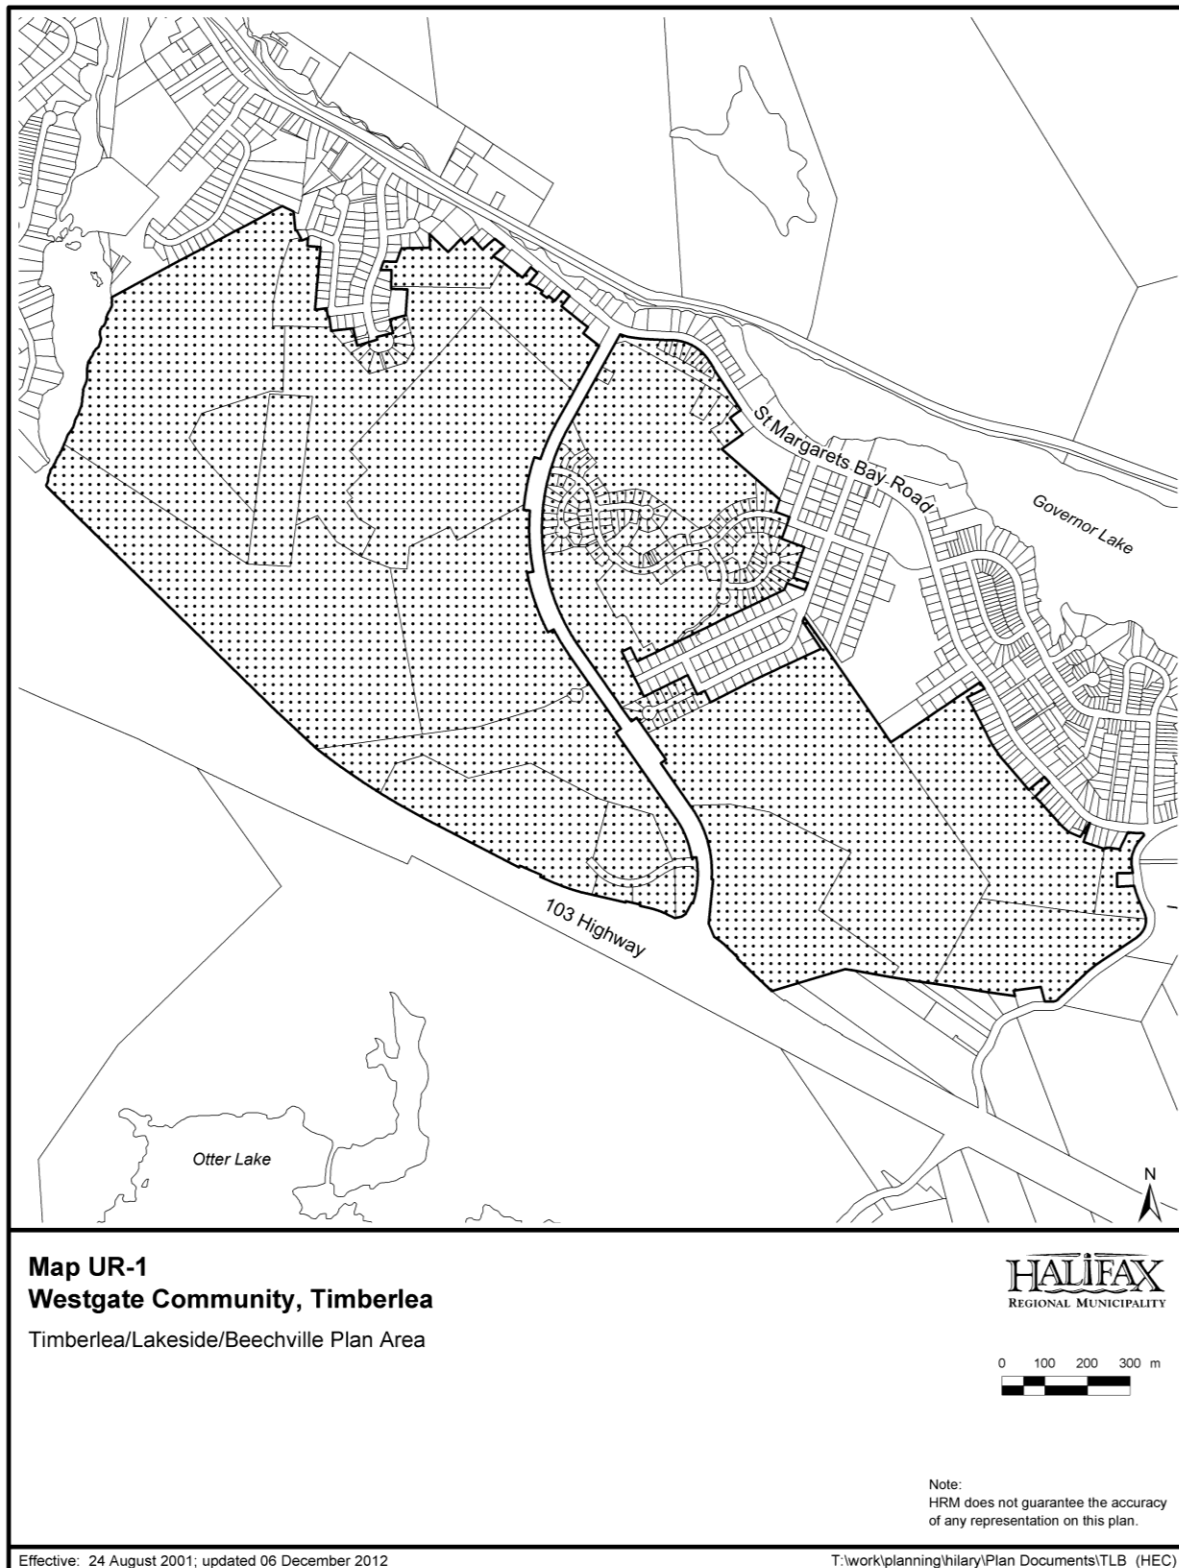 St Margarets Bay Road
Governor Lake
103 Highway
Otter Lake
N
Map UR-1
Westgate Community, Timberlea
Timberlea/Lakeside/Beechville Plan Area
HALIFAX
REGIONAL MUNICIPALITY
0 100 200 300 m
Note:
HRM does not guarantee the accuracy
of any representation on this plan.
Effective: 24 August 2001; updated 06 December 2012
T:\work\planning\hilary\Plan Documents\TLB (HEC)